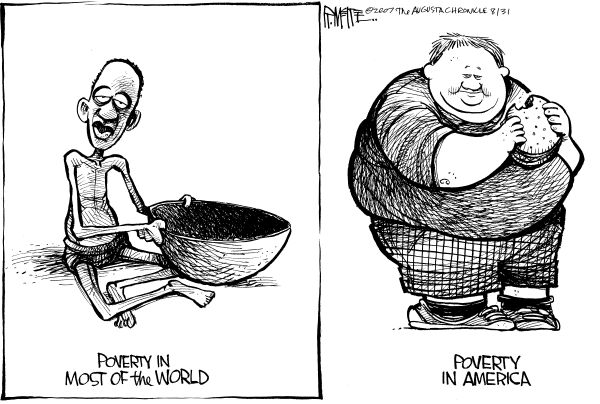 ©2007 The AUGUSTA CHRONICLE 8/31
POVERTY IN
MOST OF the WORLD
POVERTY
IN AMERICA